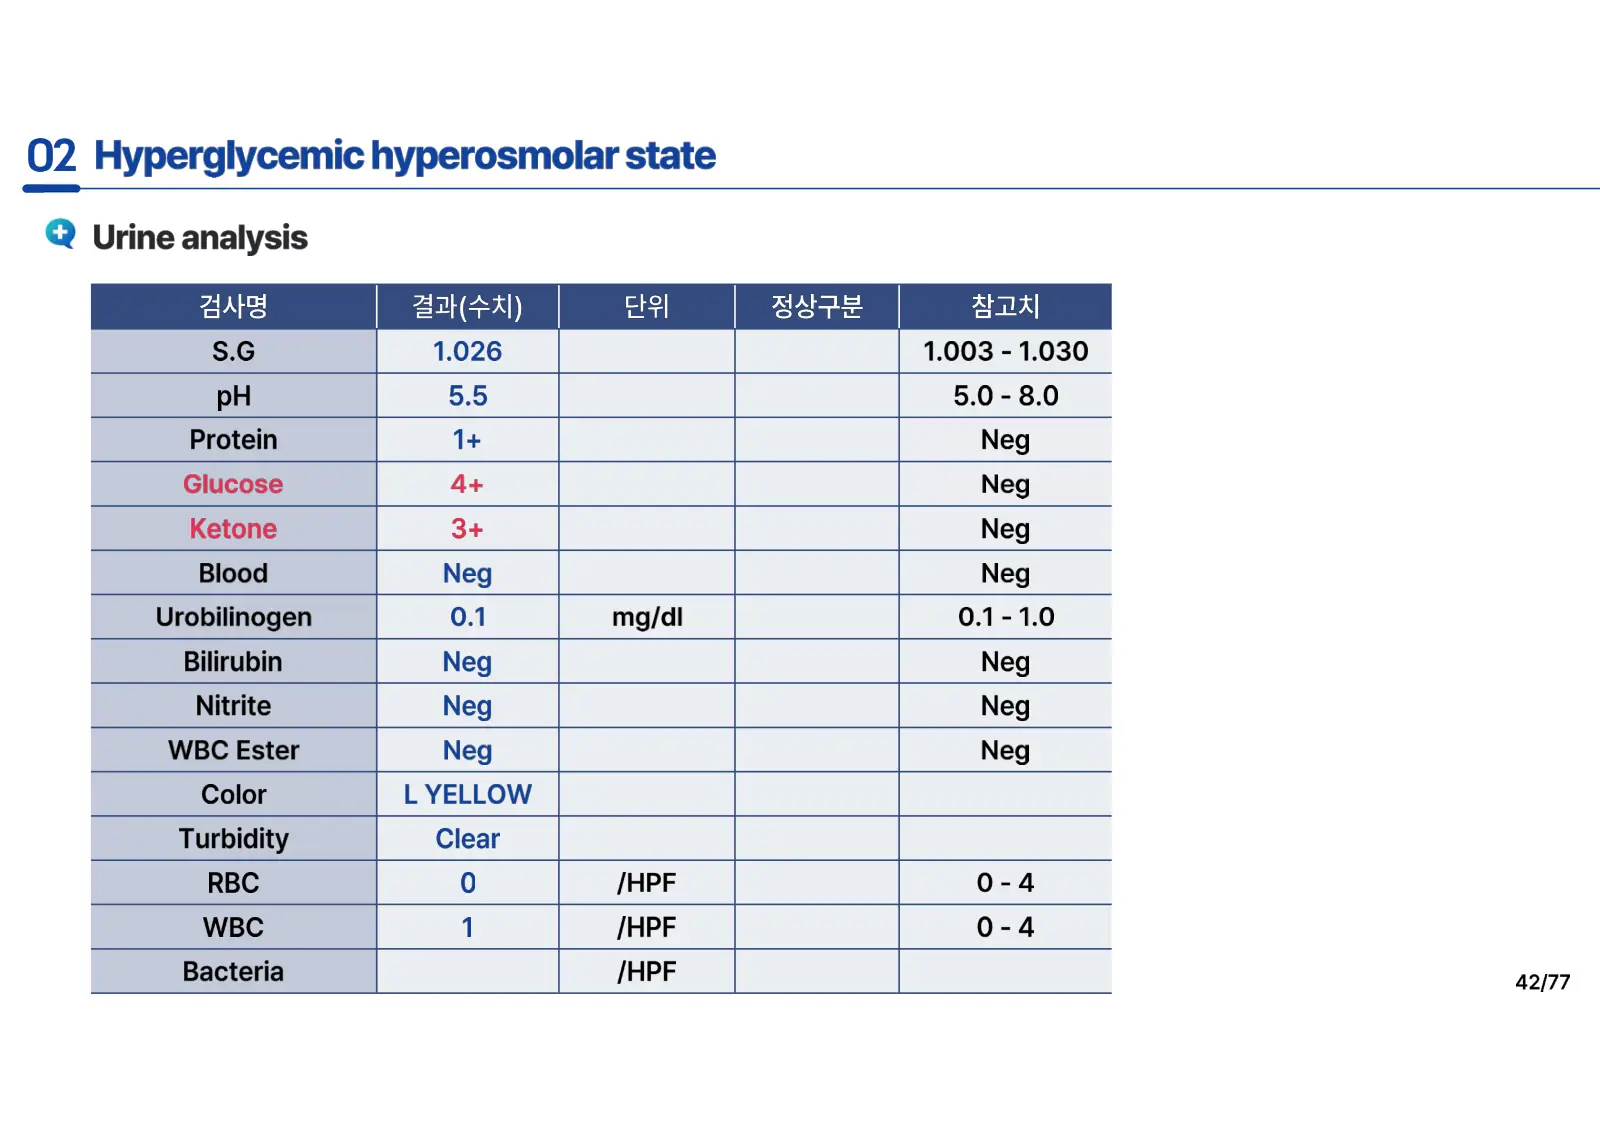 02 Hyperglycemic hyperosmolar state
Urine analysis
검사명 결과(수치) 단위 정상구분 참고치
S.G 1.026 1.003 - 1.030
pH 5.5 5.0 - 8.0
Protein 1+ Neg
Glucose 4+ Neg
Ketone 3+ Neg
Blood Neg Neg
Urobilinogen 0.1 mg/dl 0.1 - 1.0
Bilirubin Neg Neg
Nitrite Neg Neg
WBC Ester Neg Neg
Color L YELLOW
Turbidity Clear
RBC 0 /HPF 0 - 4
WBC 1 /HPF 0 - 4
Bacteria /HPF
42/77